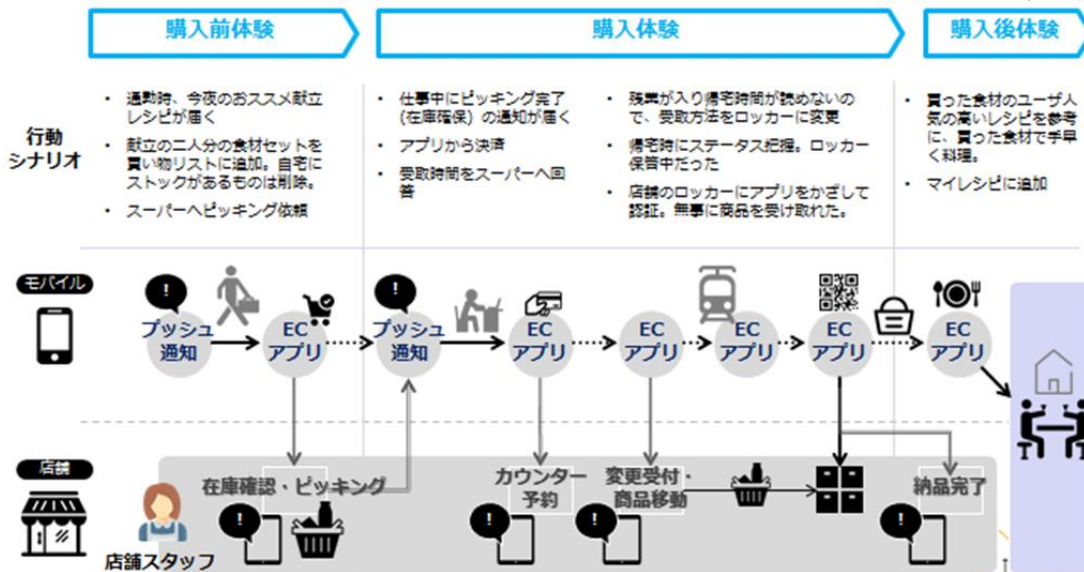 購入前体験
購入体験
購入後体験
行動
シナリオ
• 通勤時、今夜のおススメ献立
レシピが届く
• 献立の二人分の食材セットを
買い物リストに追加。自宅に
ストックがあるものは削除。
• スーパーへピッキング依頼
• 仕事中にピッキング完了
(在庫確保)の通知が届く
• アプリから決済
• 受取時間をスーパーへ回
答
• 残業が入り帰宅時間が読めないの
で、受取方法をロッカーに変更
• 帰宅時にステータス把握。ロッカー
保管中だった
• 店舗のロッカーにアプリをかざして
認証。無事に商品を受け取れた。
• 買った食材のユーザ人
気の高いレシピを参考
に、買った食材で手早
く料理。
• マイレシピに追加
モバイル
!
プッシュ
通知
EC
アプリ
!
プッシュ
通知
EC
アプリ
EC
アプリ
EC
アプリ
EC
アプリ
EC
アプリ
店舗
店舗スタッフ
在庫確認・ピッキング
!
カウンター
予約
!
変更受付・
商品移動
!
納品完了
!